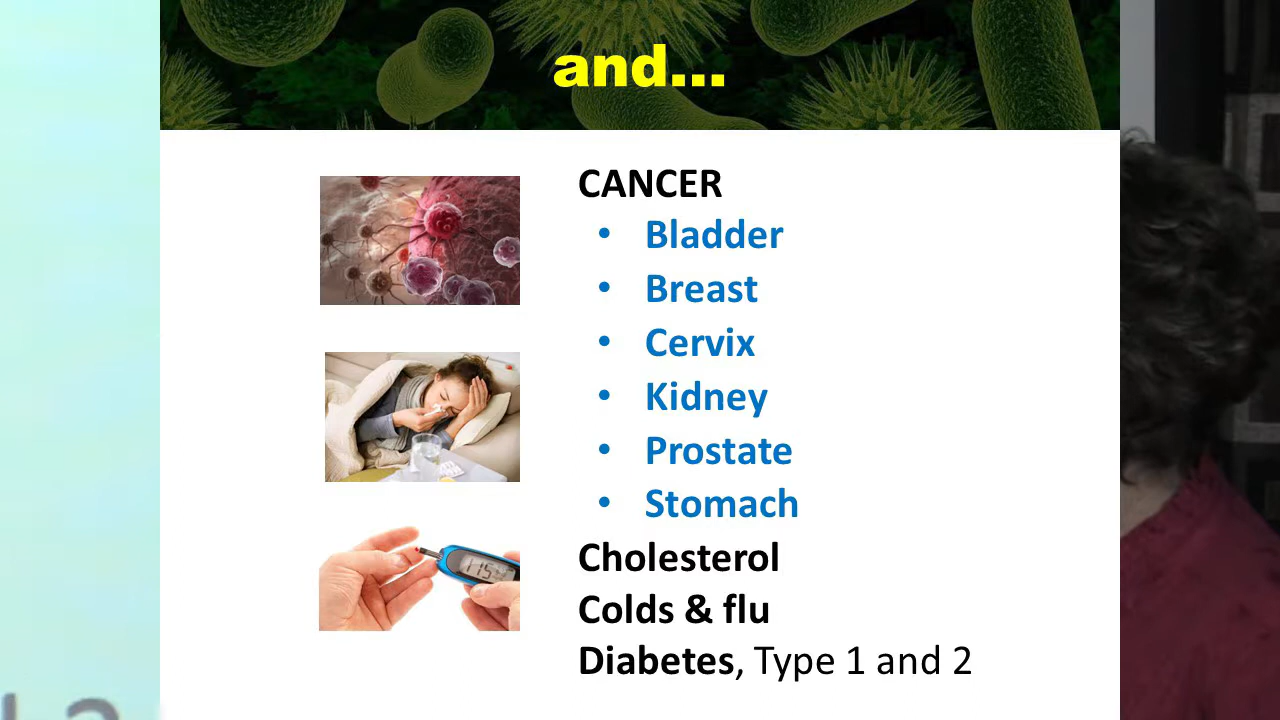 and...
CANCER
• Bladder
• Breast
• Cervix
• Kidney
• Prostate
• Stomach
Cholesterol
Colds & flu
Diabetes, Type 1 and 2